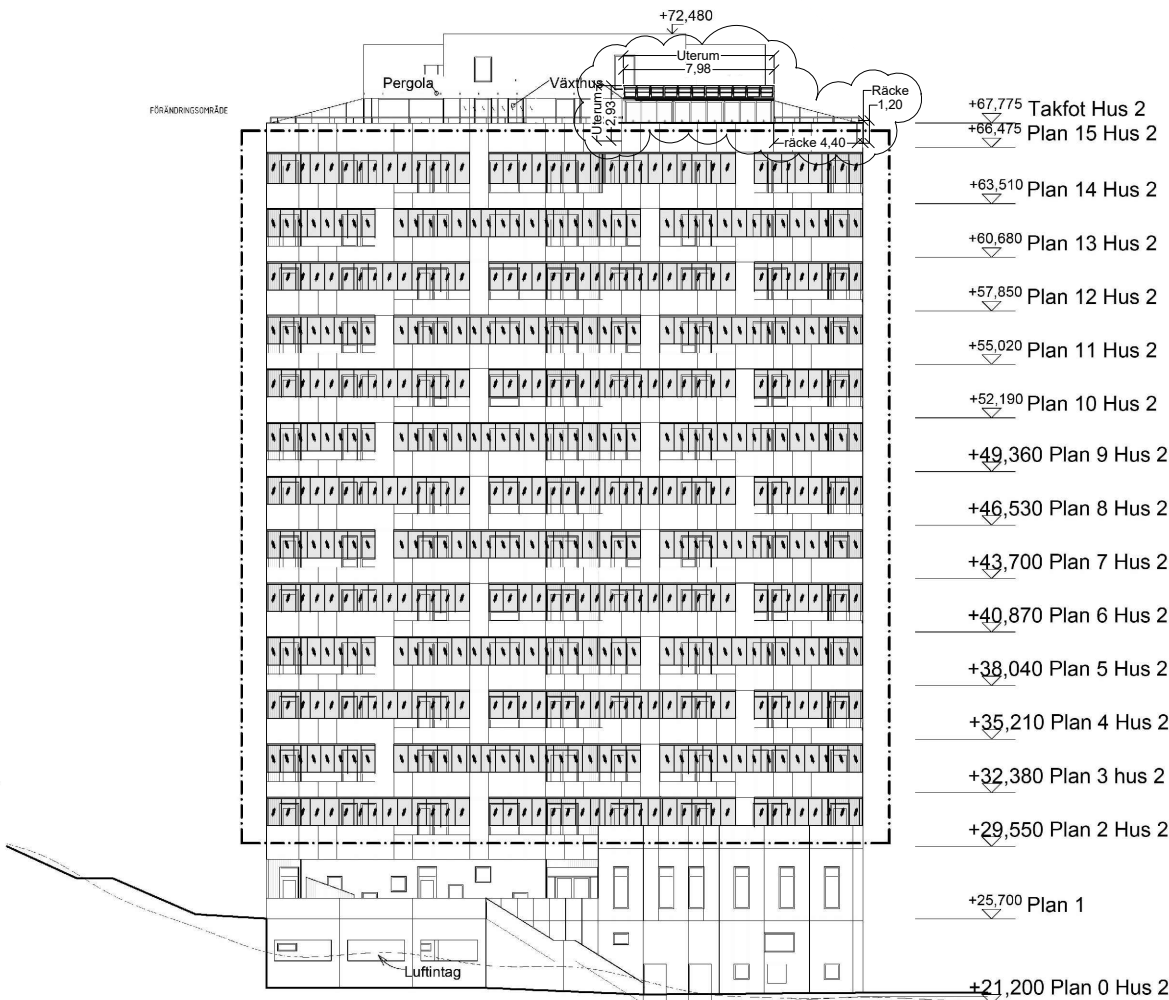 +72,480
Uterum
7,98
Pergola
Växthus
Uterum
2,93
Räcke
1,20
räcke 4,40
FÖRÄNDRINGSOMRÅDE
+67,775 Takfot Hus 2
+66,475 Plan 15 Hus 2
+63,510 Plan 14 Hus 2
+60,680 Plan 13 Hus 2
+57,850 Plan 12 Hus 2
+55,020 Plan 11 Hus 2
+52,190 Plan 10 Hus 2
+49,360 Plan 9 Hus 2
+46,530 Plan 8 Hus 2
+43,700 Plan 7 Hus 2
+40,870 Plan 6 Hus 2
+38,040 Plan 5 Hus 2
+35,210 Plan 4 Hus 2
+32,380 Plan 3 hus 2
+29,550 Plan 2 Hus 2
+25,700 Plan 1
Luftintag
+21,200 Plan 0 Hus 2